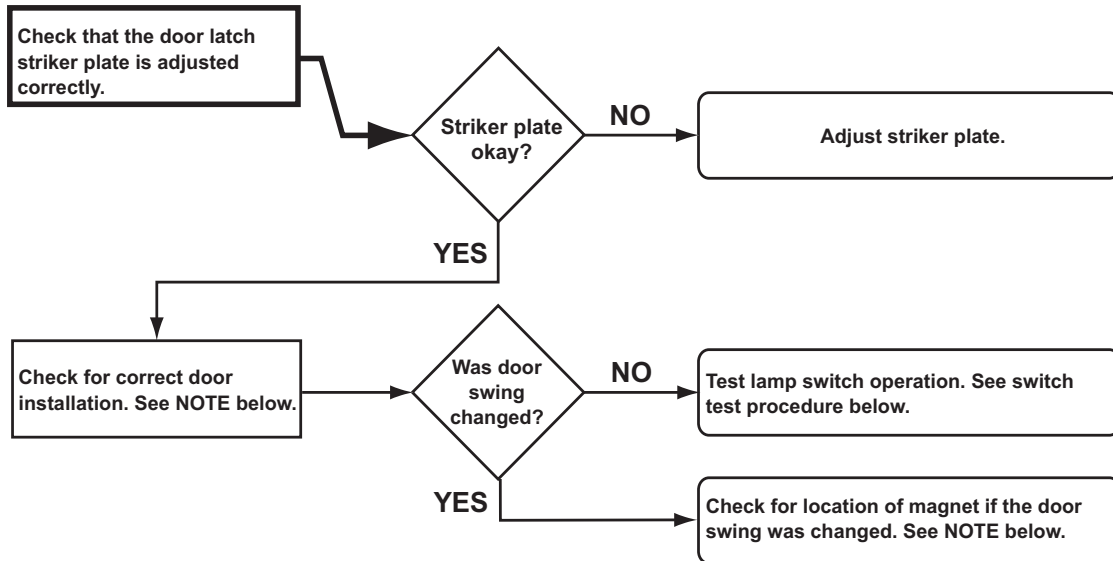 Check that the door latch
striker plate is adjusted
correctly.
Striker plate
okay?
NO
Adjust striker plate.
YES
Check for correct door
installation. See NOTE below.
Was door
swing
changed?
NO
Test lamp switch operation. See switch
test procedure below.
YES
Check for location of magnet if the door
swing was changed. See NOTE below.